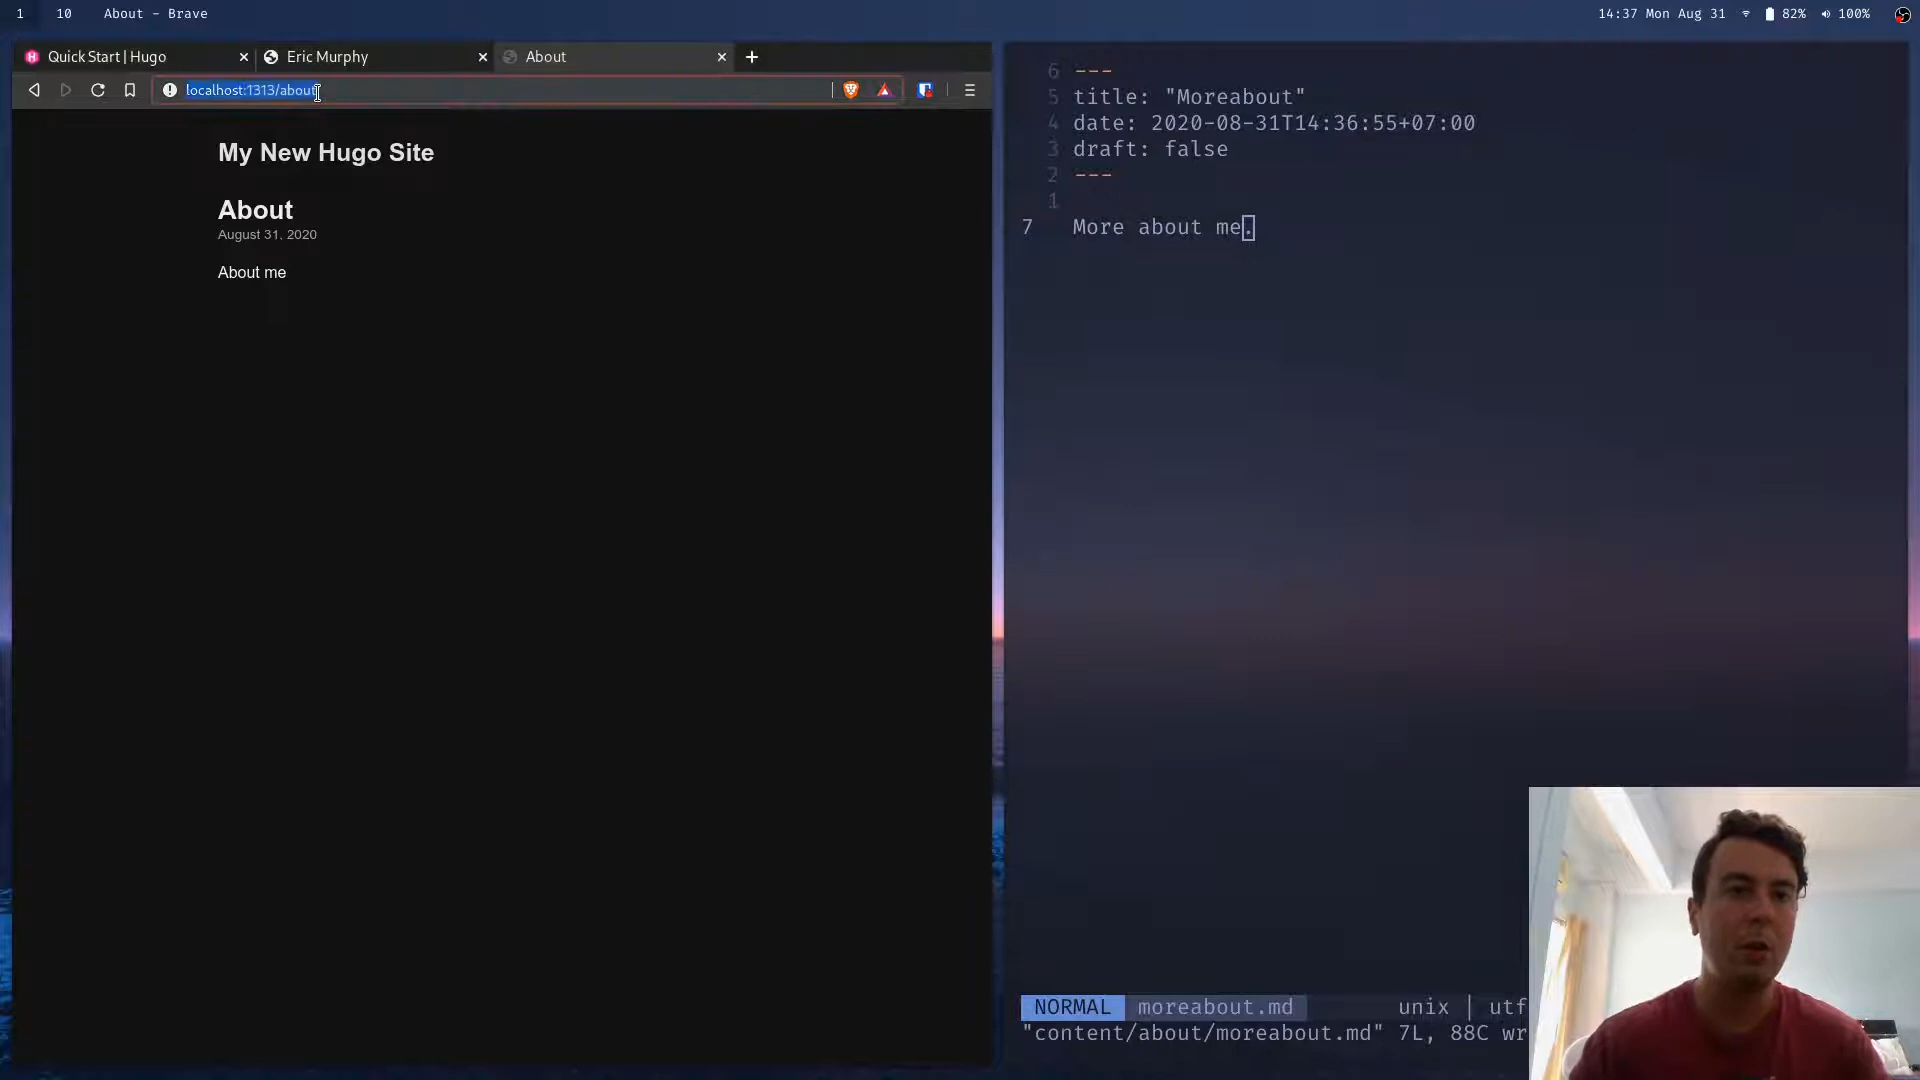 1 10 About - Brave 14:37 Mon Aug 31 82% 100%
Quick Start | Hugo Eric Murphy About
localhost:1313/about
My New Hugo Site
About
August 31, 2020
About me
6 ---
5 title: "Moreabout"
4 date: 2020-08-31T14:36:55+07:00
3 draft: false
2 ---
1
7 More about me.
NORMAL moreabout.md unix | utf
"content/about/moreabout.md" 7L, 88C wr